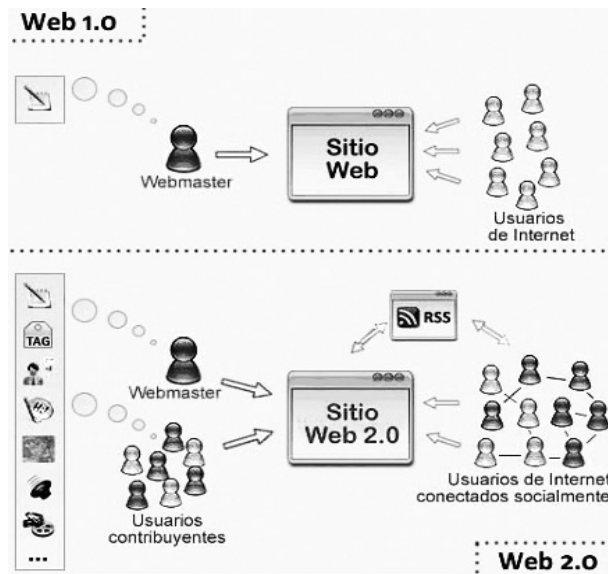 Web 1.0
Webmaster
Sitio
Web
Usuarios
de Internet
TAG
RSS
Webmaster
Sitio
Web 2.0
Usuarios
contribuyentes
Usuarios de Internet
conectados socialmente
...
Web 2.0